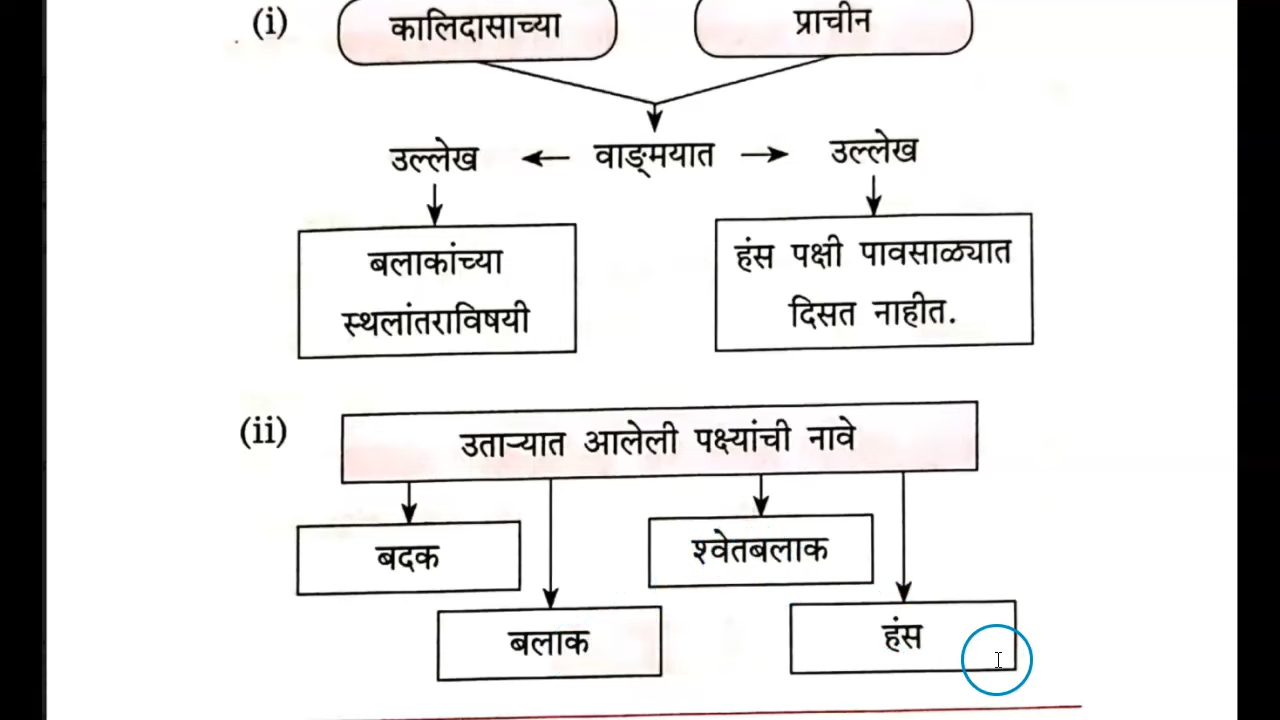 (i) कालिदासाच्या प्राचीन
उल्लेख वाङ्मयात उल्लेख
बलाकांच्या
स्थलांतराविषयी
हंस पक्षी पावसाळ्यात
दिसत नाहीत.
(ii) उताऱ्यात आलेली पक्ष्यांची नावे
बदक
श्वेतबलाक
बलाक
हंस